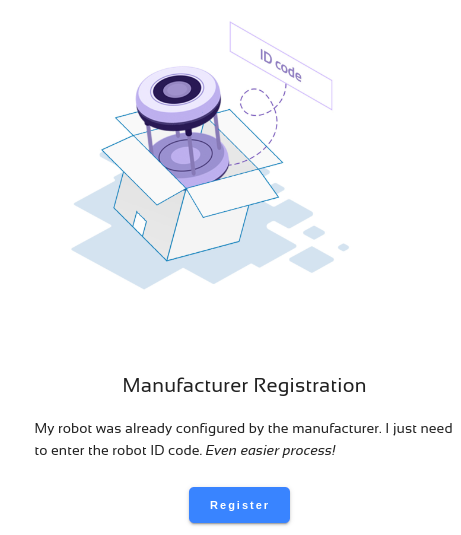 ID code
Manufacturer Registration
My robot was already configured by the manufacturer. I just need
to enter the robot ID code. Even easier process!
Register